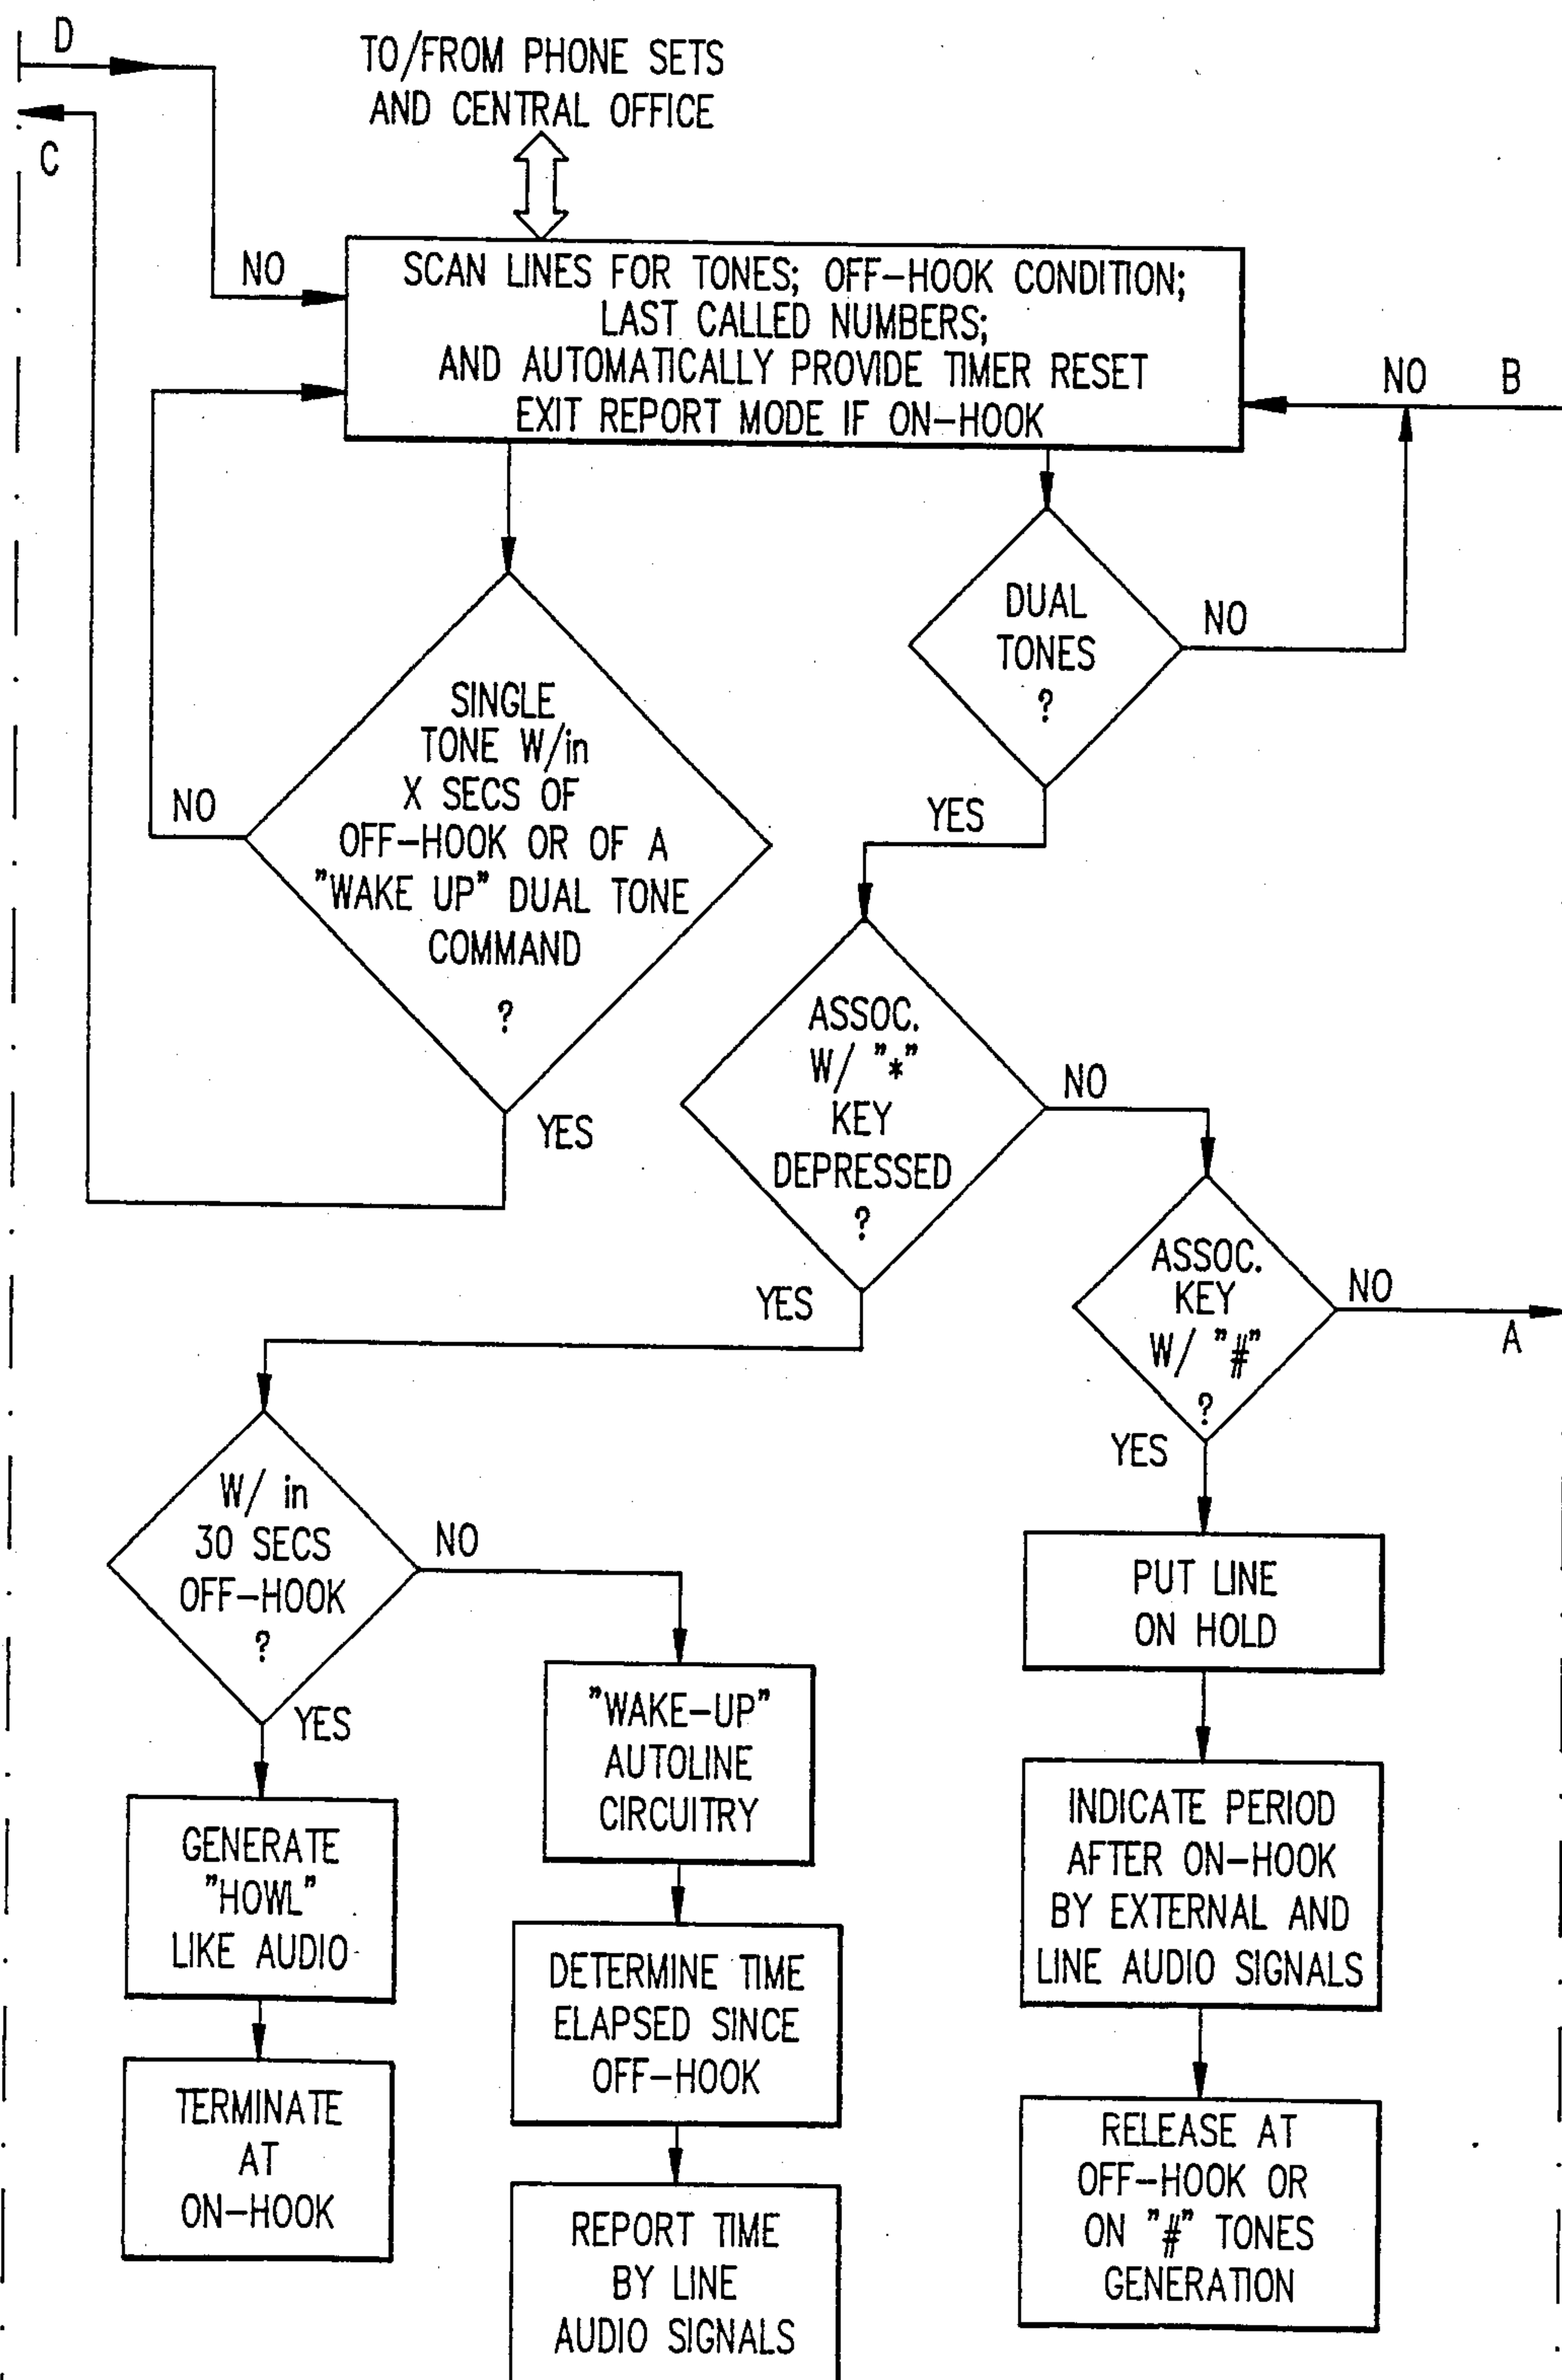 D
TO/FROM PHONE SETS
AND CENTRAL OFFICE
C
NO
SCAN LINES FOR TONES; OFF-HOOK CONDITION;
LAST CALLED NUMBERS;
AND AUTOMATICALLY PROVIDE TIMER RESET
EXIT REPORT MODE IF ON-HOOK
NO
B
DUAL
TONES
?
NO
YES
SINGLE
TONE W/in
X SECS OF
OFF-HOOK OR OF A
"WAKE UP" DUAL TONE
COMMAND
?
NO
YES
ASSOC.
W/ "*"
KEY
DEPRESSED
?
NO
YES
ASSOC.
KEY
W/ "#"
?
NO
A
YES
W/ in
30 SECS
OFF-HOOK
?
NO
YES
GENERATE
"HOWL"
LIKE AUDIO
TERMINATE
AT
ON-HOOK
"WAKE-UP"
AUTOLINE
CIRCUITRY
DETERMINE TIME
ELAPSED SINCE
OFF-HOOK
REPORT TIME
BY LINE
AUDIO SIGNALS
PUT LINE
ON HOLD
INDICATE PERIOD
AFTER ON-HOOK
BY EXTERNAL AND
LINE AUDIO SIGNALS
RELEASE AT
OFF-HOOK OR
ON "#" TONES
GENERATION